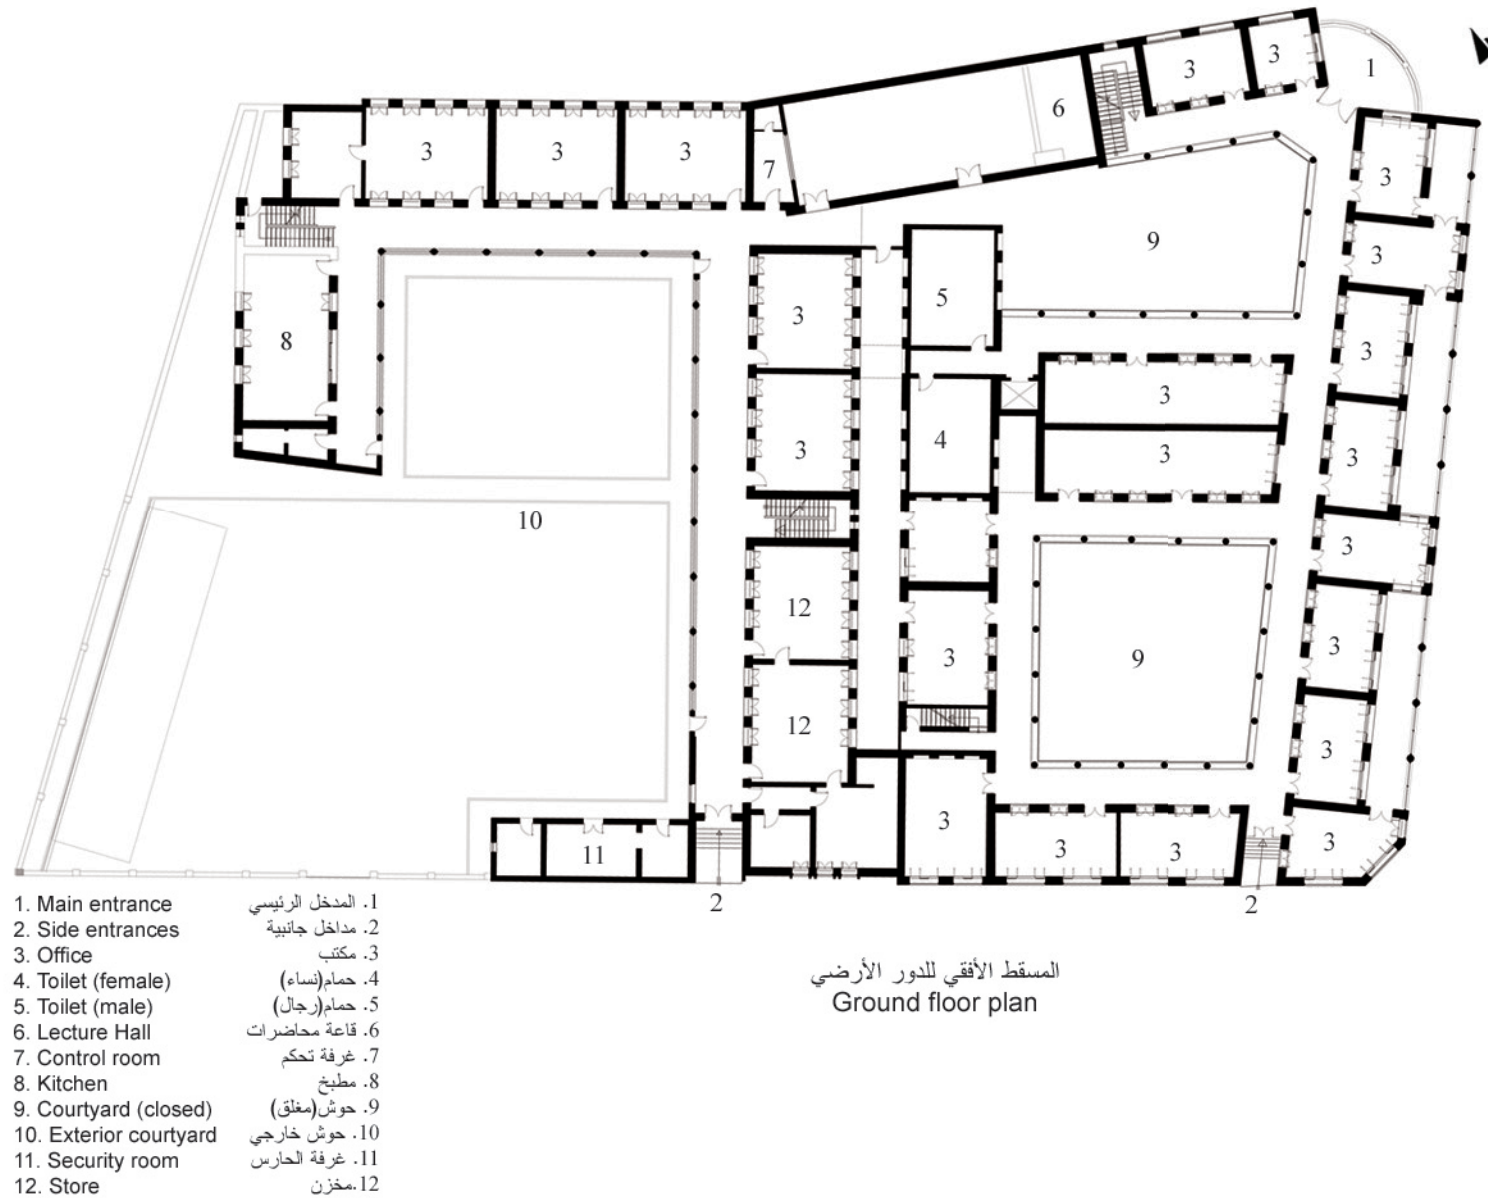 3
3
1
6
3
3
3
7
3
9
3
5
3
8
3
3
3
4
3
3
3
10
3
12
3
3
9
12
3
3
3
3
3
11
2
2
1. Main entrance
1. المدخل الرئيسي
2. Side entrances
2. مداخل جانبية
3. Office
3. مكتب
4. Toilet (female)
4. حمام(نساء)
5. Toilet (male)
5. حمام(رجال)
6. Lecture Hall
6. قاعة محاضرات
7. Control room
7. غرفة تحكم
8. Kitchen
8. مطبخ
9. Courtyard (closed)
9. حوش(مغلق)
10. Exterior courtyard
10. حوش خارجي
11. Security room
11. غرفة الحارس
12. Store
12.مخزن
المسقط الأفقي للدور الأرضي
Ground floor plan